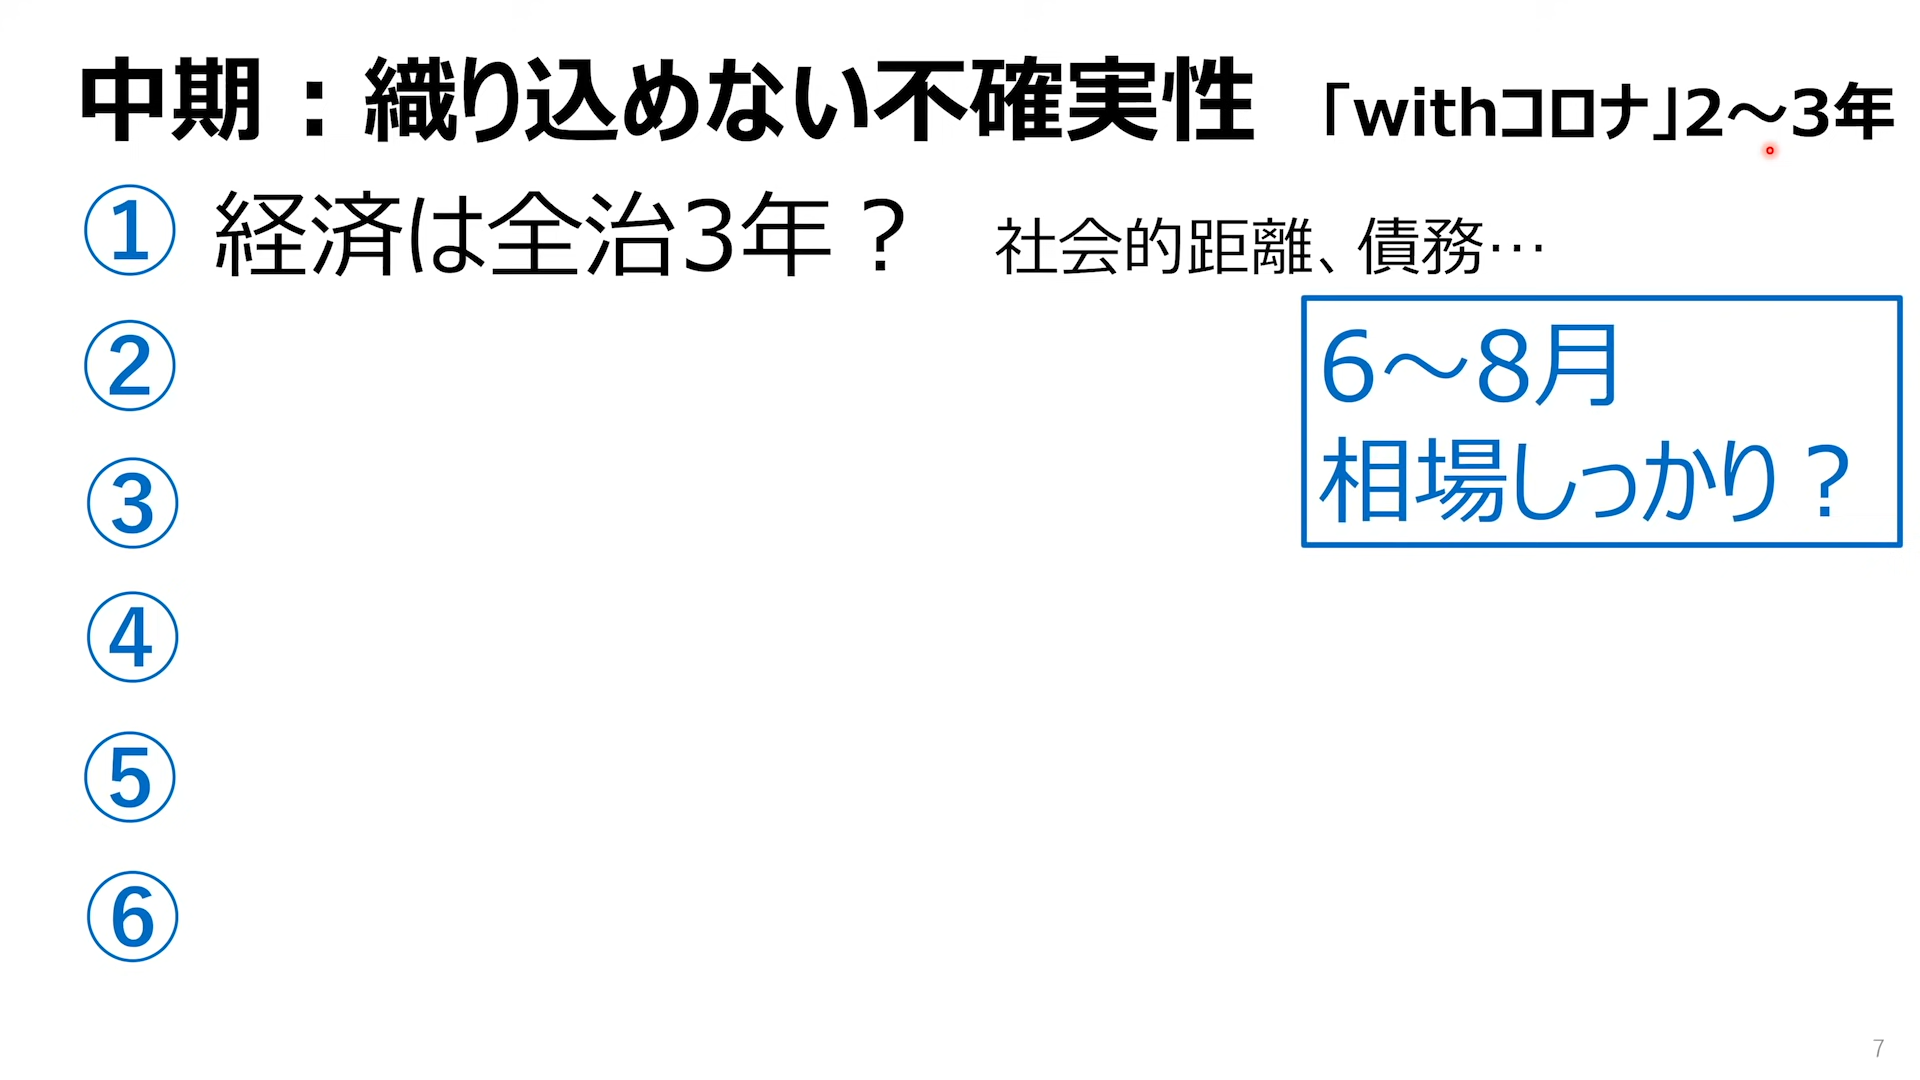 中期：織り込めない不確実性 「withコロナ」2～3年
① 経済は全治3年？ 社会的距離、債務…
②
6～8月
相場しっかり？
③
④
⑤
⑥
7